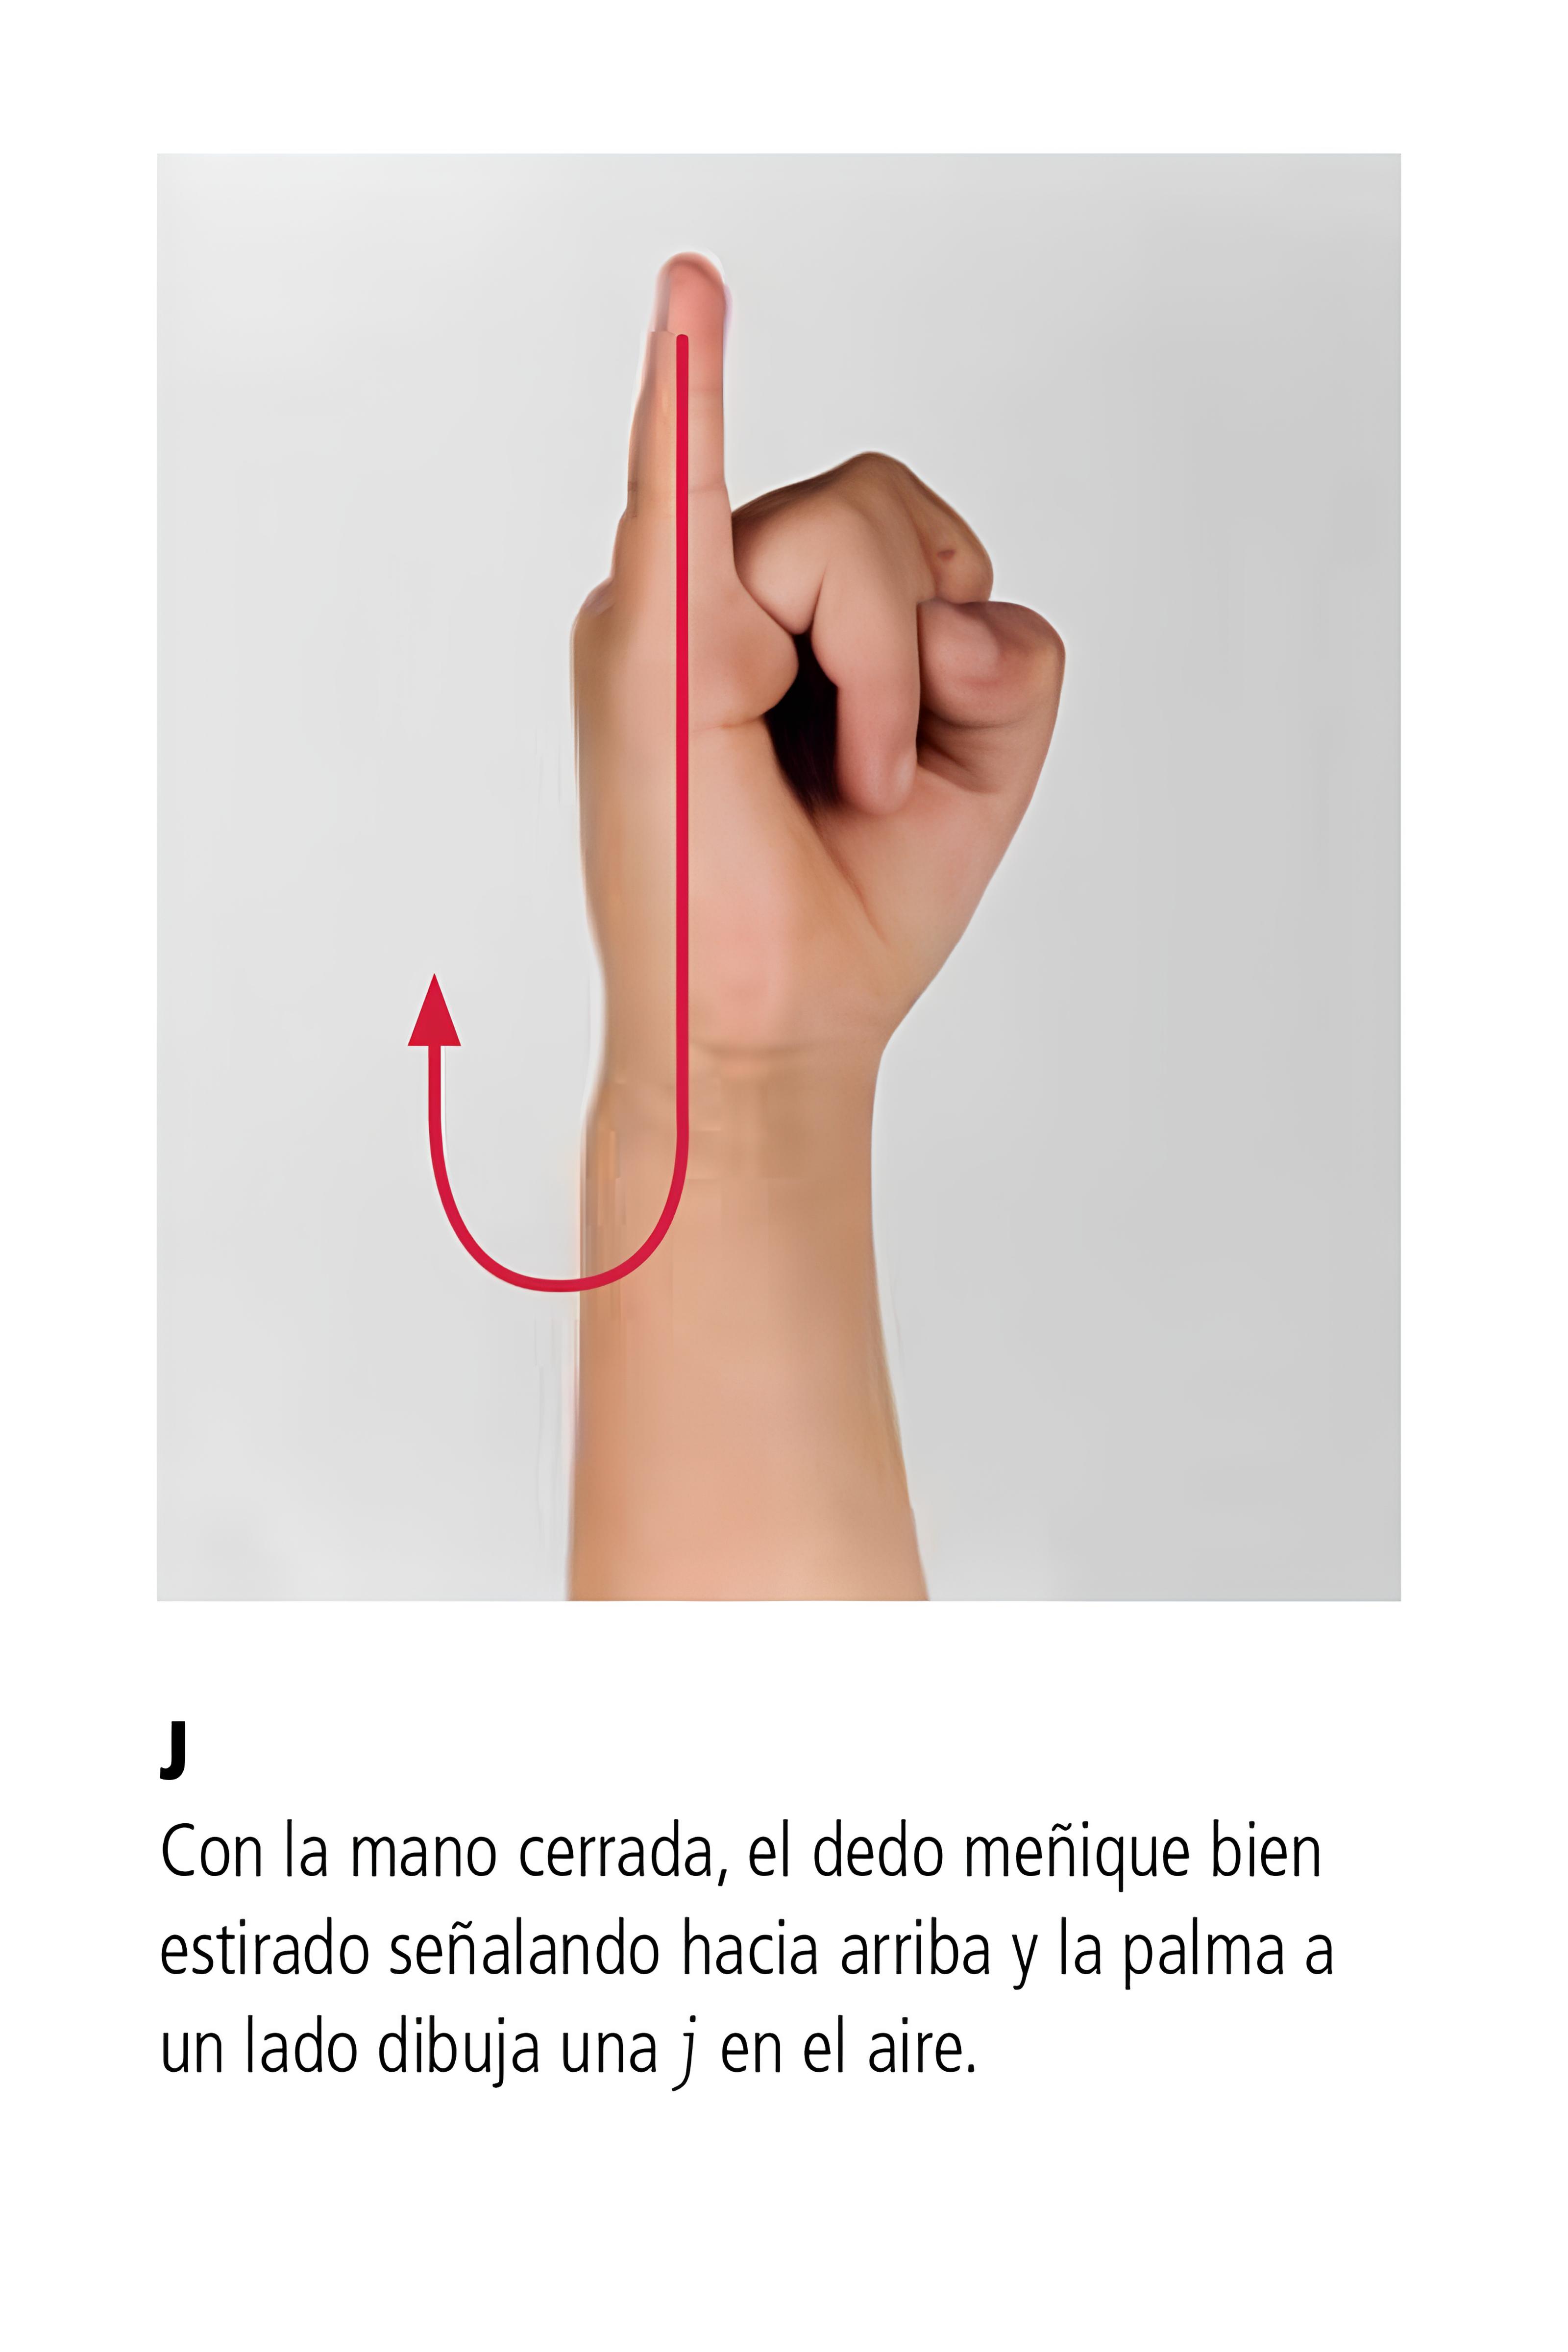 J
Con la mano cerrada, el dedo meñique bien
estirado señalando hacia arriba y la palma a
un lado dibuja una j en el aire.